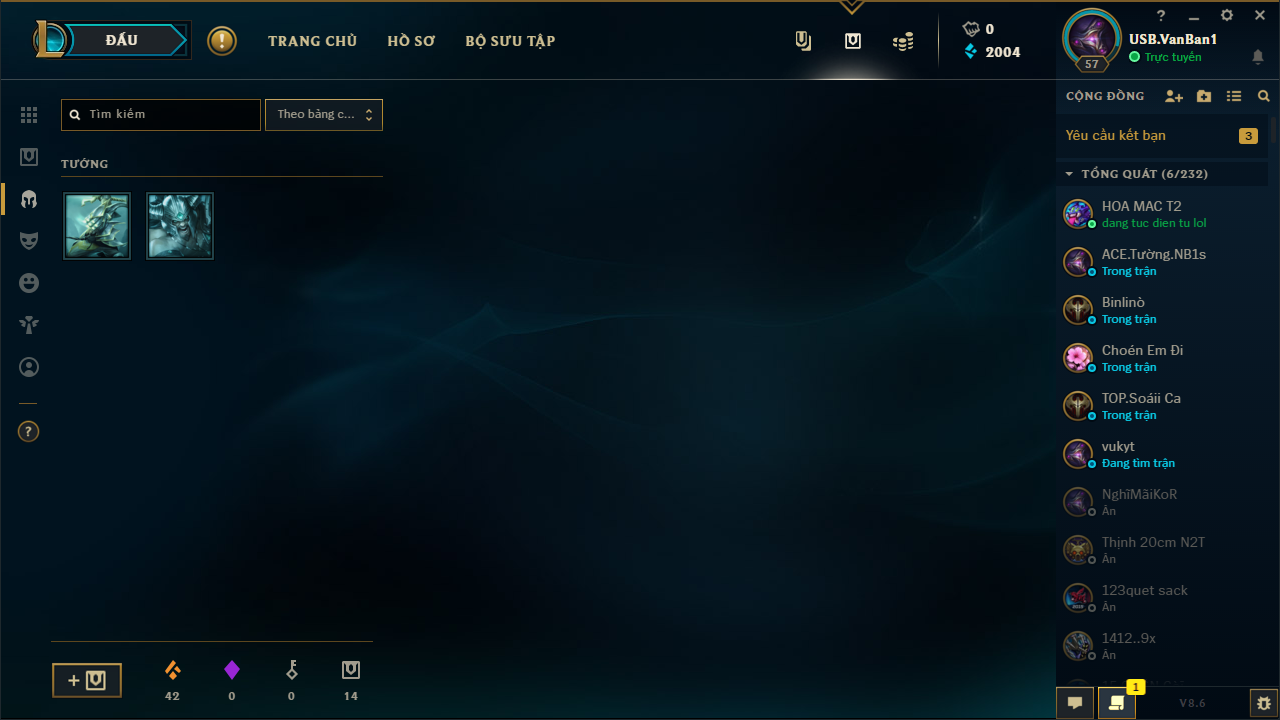 ĐẤU
TRANG CHỦ
HỒ SƠ
BỘ SƯU TẬP
0
2004
57
USB.VanBan1
Trực tuyến
Tìm kiếm
Theo bảng c...
TƯỚNG
42
0
0
14
CỘNG ĐỒNG
Yêu cầu kết bạn
3
TỔNG QUÁT (6/232)
HOA MAC T2
dang tuc dien tu lol
ACE.Tường.NB1s
Trong trận
Binlinò
Trong trận
Choén Em Đi
Trong trận
TOP.Soáii Ca
Trong trận
vukyt
Đang tìm trận
NghĩMãiKoR
Ẩn
Thịnh 20cm N2T
Ẩn
123quet sack
Ẩn
1412..9x
Ẩn
1
V8.6